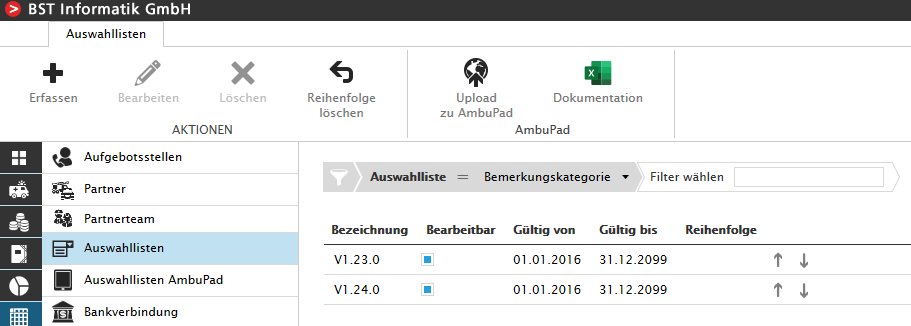 BST Informatik GmbH
Auswahllisten
Erfassen
Bearbeiten
Löschen
Reihenfolge
löschen
Upload
zu AmbuPad
Dokumentation
AKTIONEN
AmbuPad
Aufgebotsstellen
Partner
Partnerteam
Auswahllisten
Auswahllisten AmbuPad
Bankverbindung
Auswahlliste = Bemerkungskategorie Filter wählen
Bezeichnung Bearbeitbar Gültig von Gültig bis Reihenfolge
V1.23.0 01.01.2016 31.12.2099
V1.24.0 01.01.2016 31.12.2099